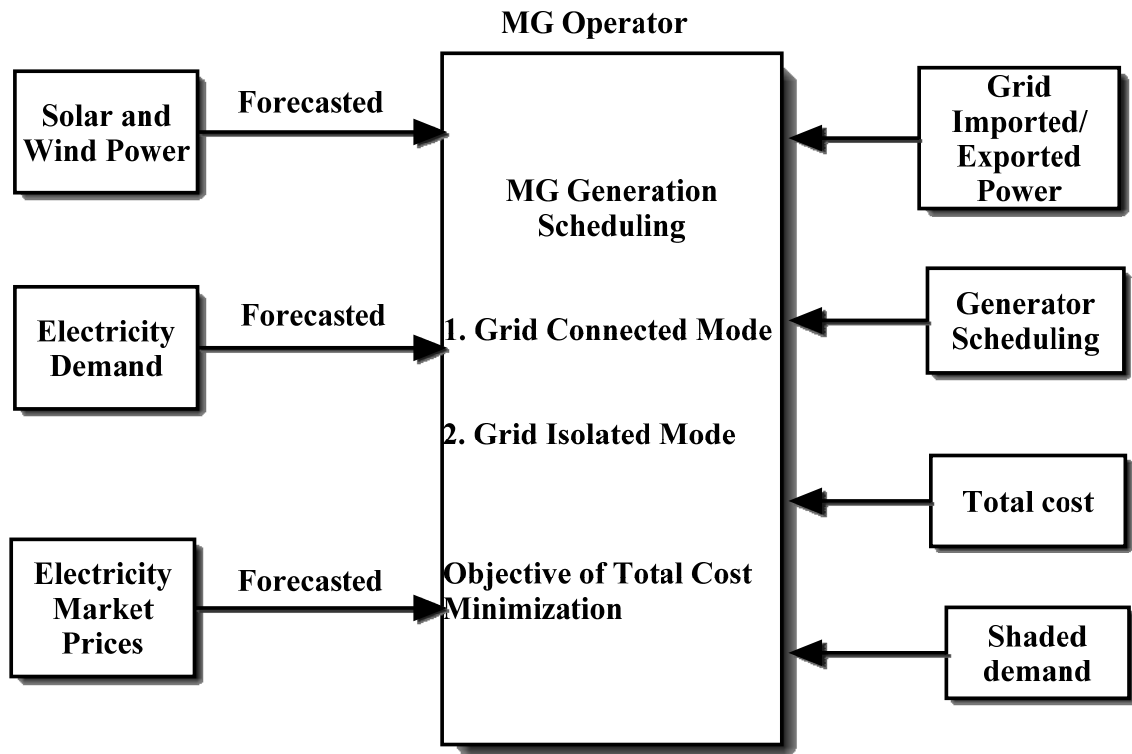 MG Operator
Solar and
Wind Power
Forecasted
Electricity
Demand
Forecasted
Electricity
Market
Prices
Forecasted
MG Generation
Scheduling
1. Grid Connected Mode
2. Grid Isolated Mode
Objective of Total Cost
Minimization
Grid
Imported/
Exported
Power
Generator
Scheduling
Total cost
Shaded
demand